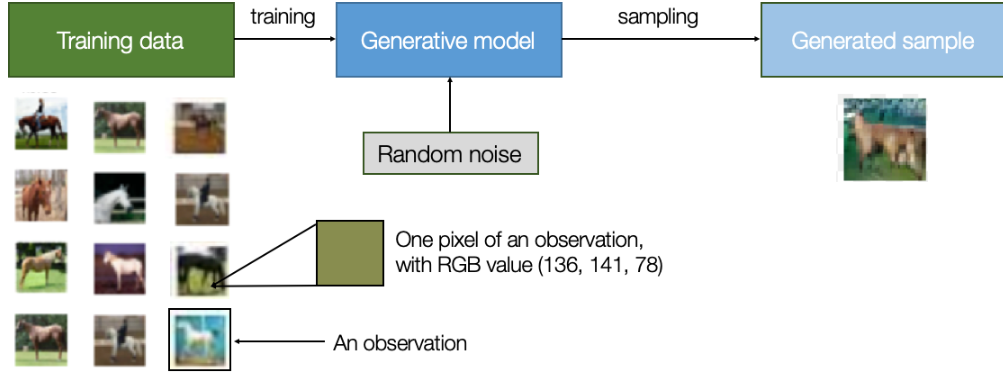 Training data
training
Generative model
sampling
Generated sample
Random noise
One pixel of an observation,
with RGB value (136, 141, 78)
An observation